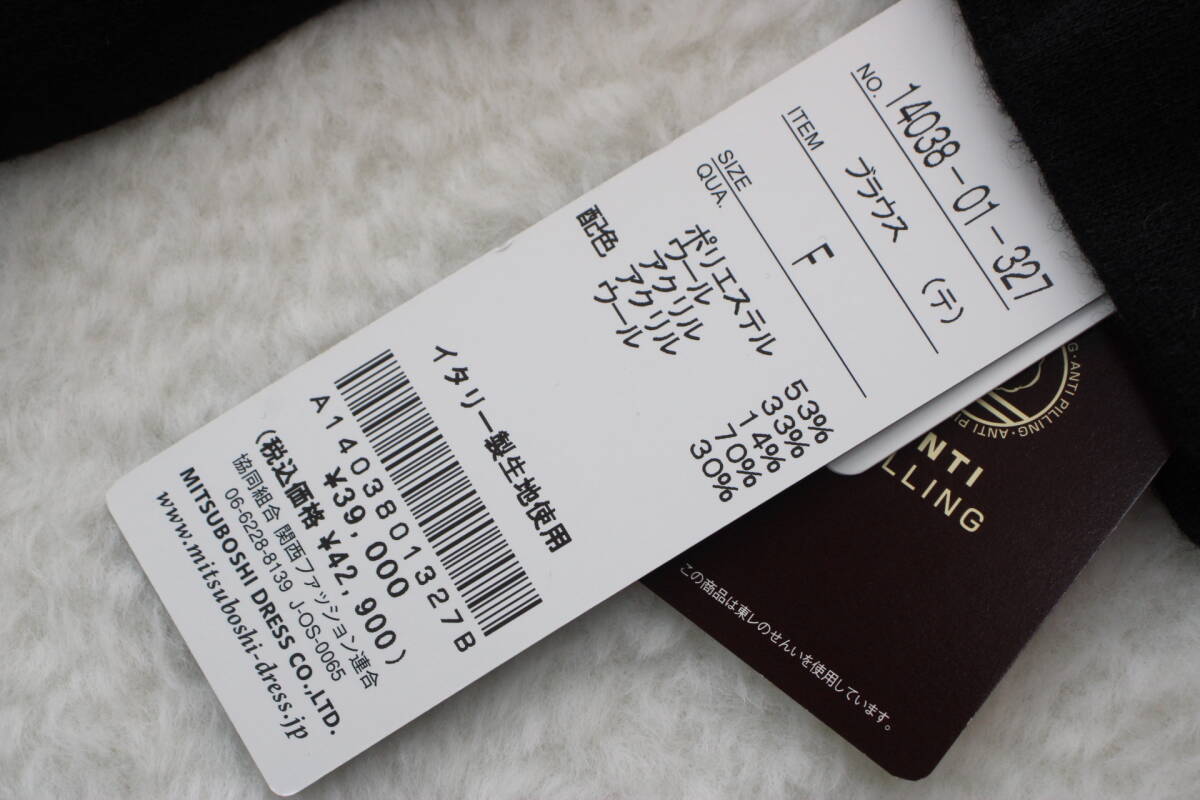 NO. 14038-01-327
ITEM ブラウス (テ)
SIZE F
QUA.
ポリエステル 53%
ウール 33%
アクリル 14%
配色 アクリル 70%
ウール 30%
イタリー製生地使用
A1403801327B
¥39,000
(税込価格 ¥42,900)
協同組合 関西ファッション連合
06-6228-8139 J-OS-0065
MITSUBOSHI DRESS CO.,LTD.
www.mitsuboshi-dress.jp
G・ANTI PILLING・ANTI P
NTI
LLING
この商品は東レのせんいを使用しています。